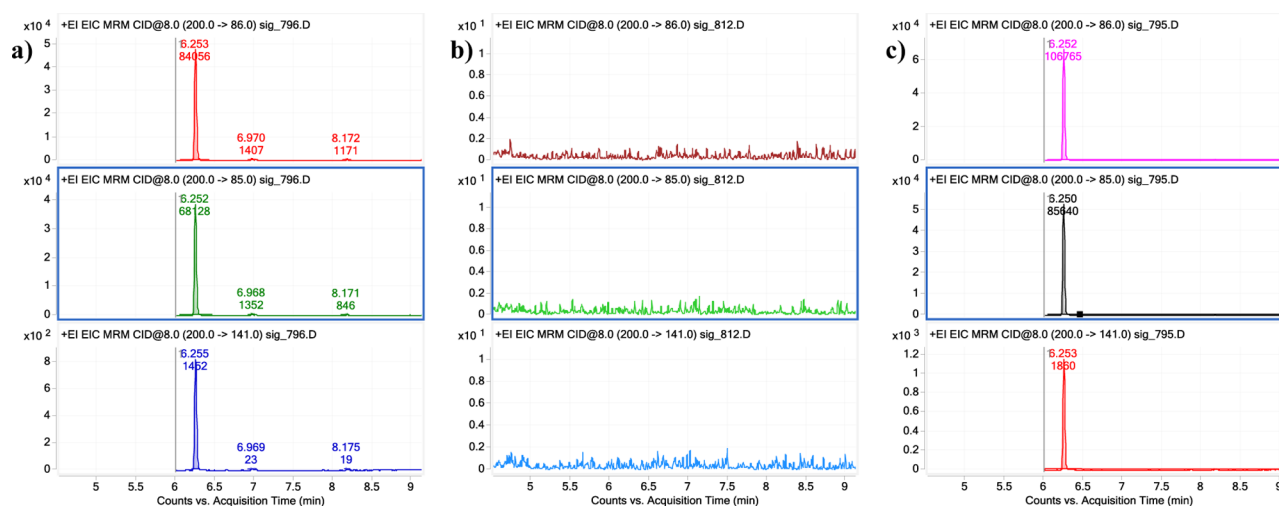 a)
x10 4
+EI EIC MRM CID@8.0 (200.0 -> 86.0) sig_796.D
5
4
3
2
1
0
6.253
84056
6.970
1407
8.172
1171
x10 4
+EI EIC MRM CID@8.0 (200.0 -> 85.0) sig_796.D
4
3
2
1
0
6.252
68128
6.968
1352
8.171
846
x10 2
+EI EIC MRM CID@8.0 (200.0 -> 141.0) sig_796.D
8
6
4
2
0
6.255
1452
6.969
23
8.175
19
5 5.5 6 6.5 7 7.5 8 8.5 9
Counts vs. Acquisition Time (min)
b)
x10 1
+EI EIC MRM CID@8.0 (200.0 -> 86.0) sig_812.D
1
0.8
0.6
0.4
0.2
0
x10 1
+EI EIC MRM CID@8.0 (200.0 -> 85.0) sig_812.D
1
0.8
0.6
0.4
0.2
0
x10 1
+EI EIC MRM CID@8.0 (200.0 -> 141.0) sig_812.D
1
0.8
0.6
0.4
0.2
0
5 5.5 6 6.5 7 7.5 8 8.5 9
Counts vs. Acquisition Time (min)
c)
x10 4
+EI EIC MRM CID@8.0 (200.0 -> 86.0) sig_795.D
6
5
4
3
2
1
0
6.252
106765
x10 4
+EI EIC MRM CID@8.0 (200.0 -> 85.0) sig_795.D
5
4
3
2
1
0
6.250
85640
x10 3
+EI EIC MRM CID@8.0 (200.0 -> 141.0) sig_795.D
1.2
1
0.8
0.6
0.4
0.2
0
6.253
1860
5 5.5 6 6.5 7 7.5 8 8.5 9
Counts vs. Acquisition Time (min)